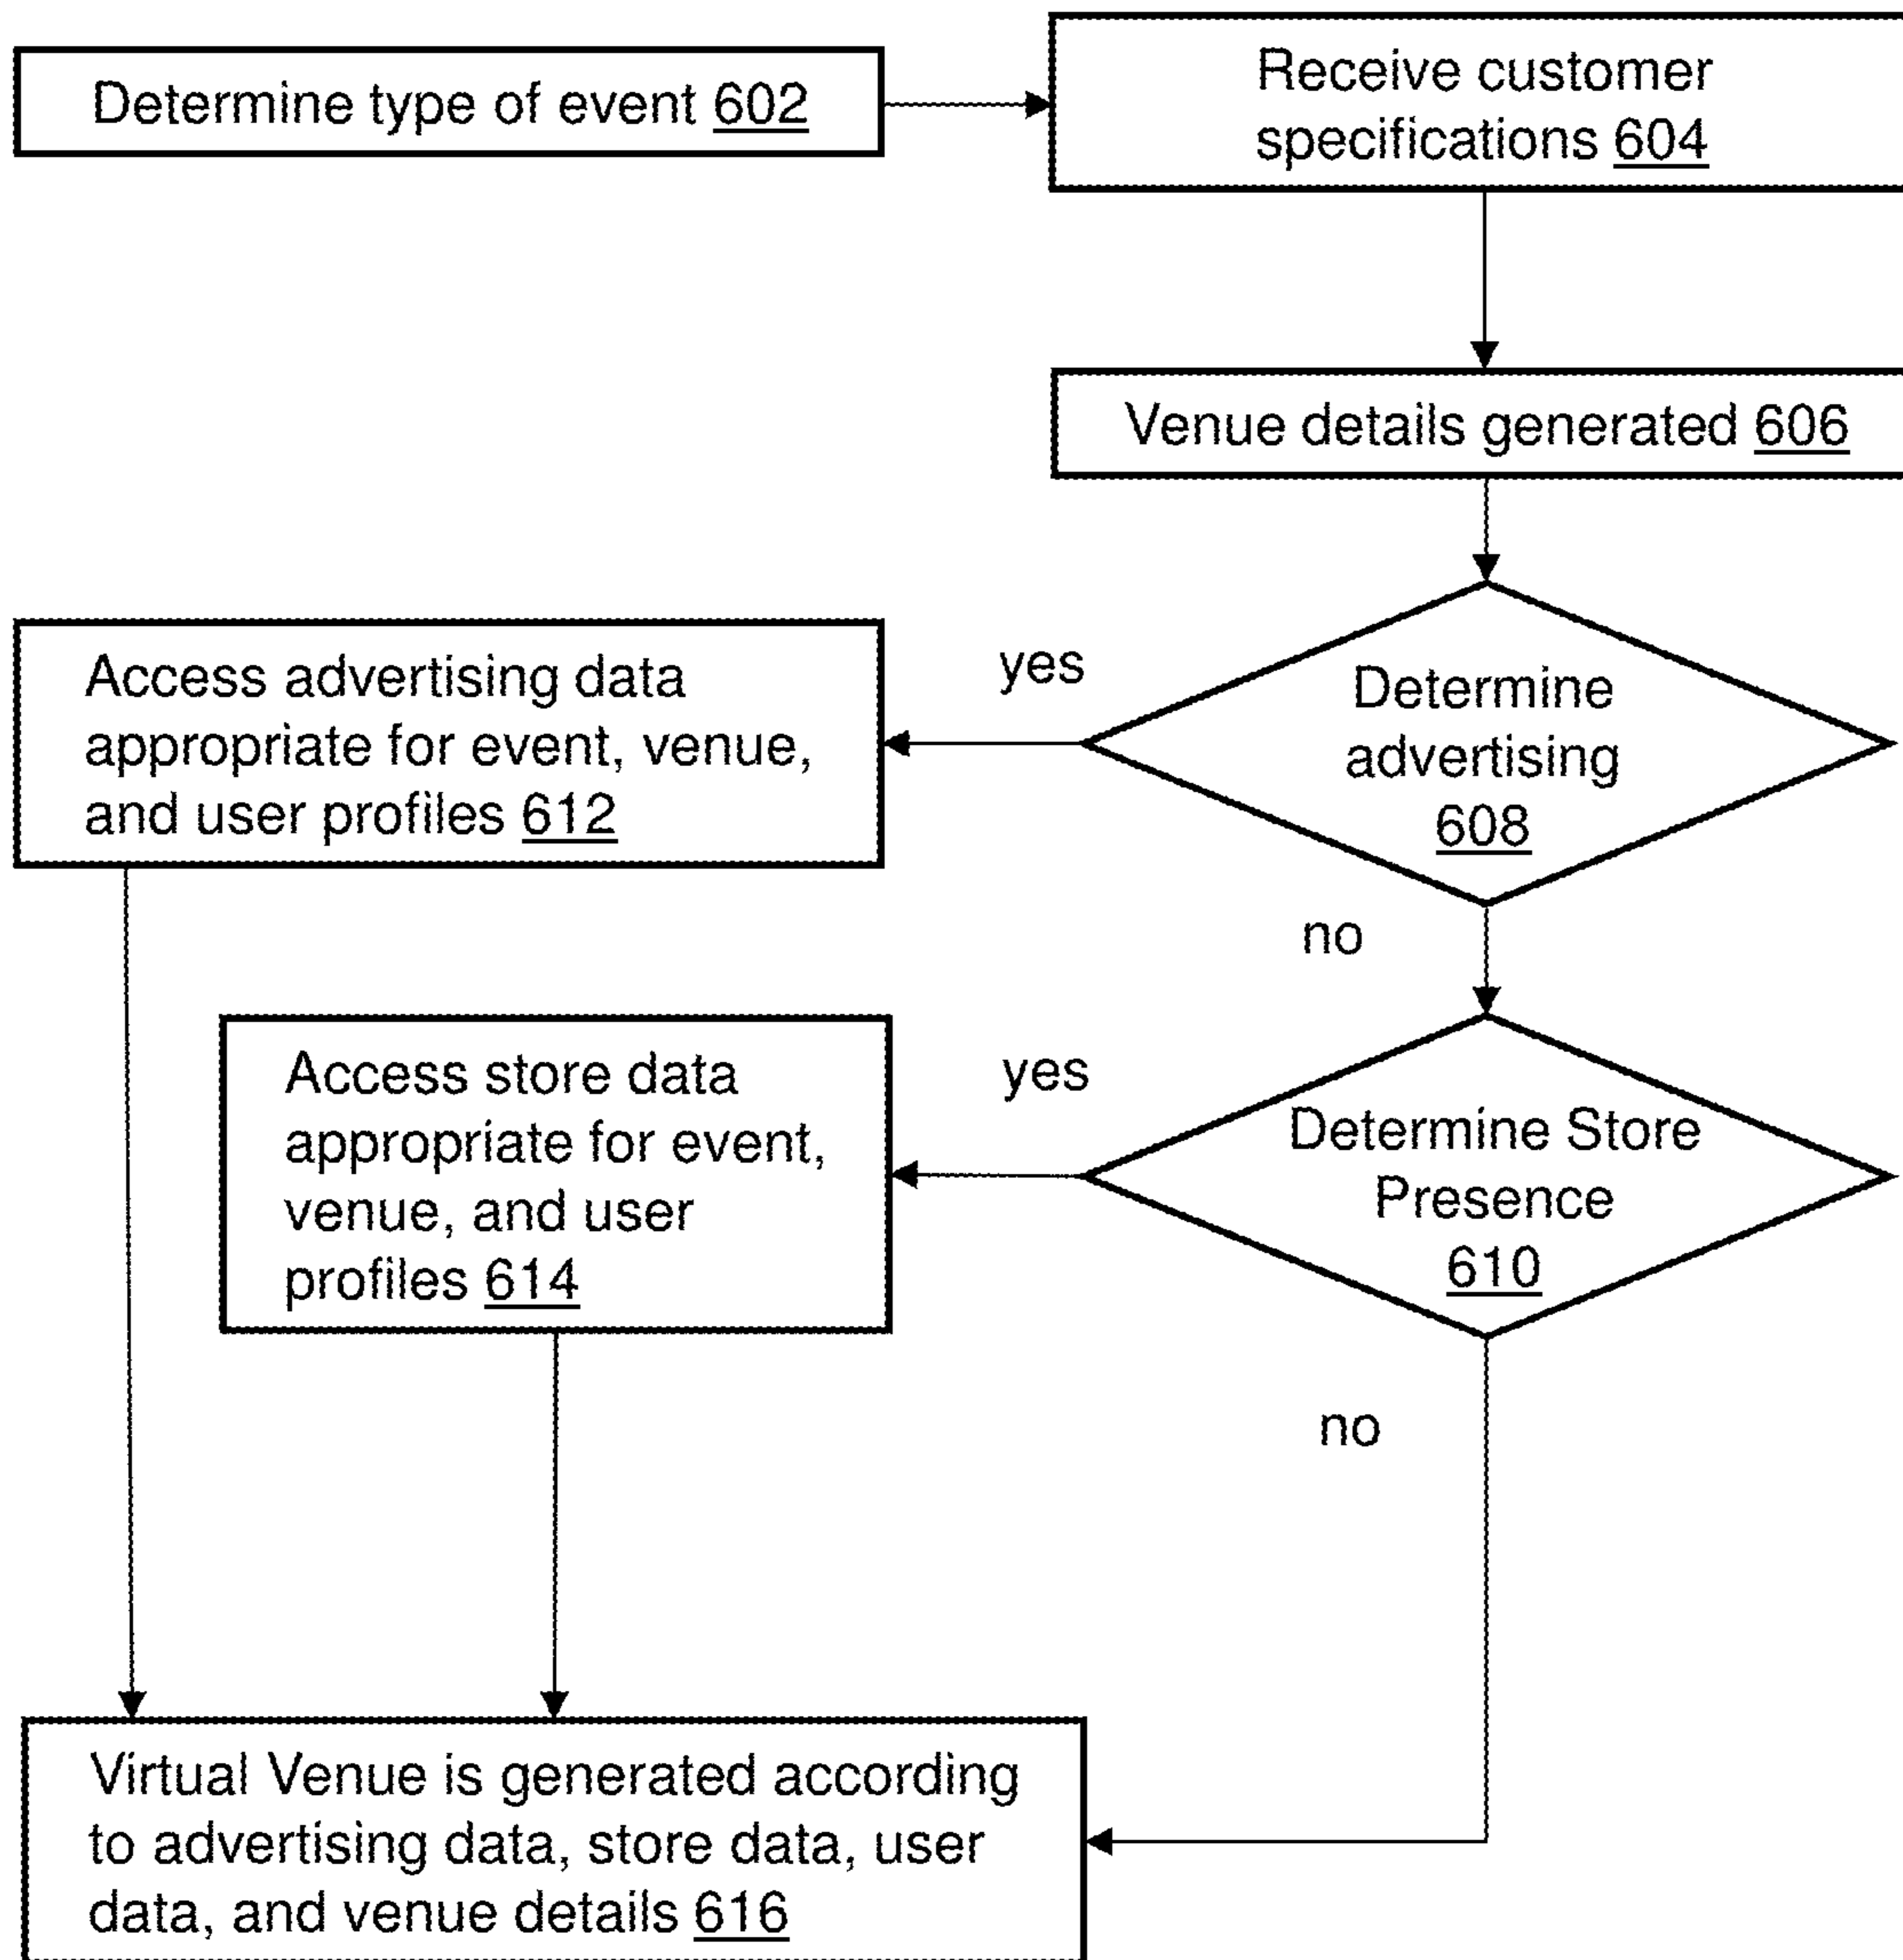 Determine type of event 602
Receive customer
specifications 604
Venue details generated 606
Determine
advertising
608
yes
Access advertising data
appropriate for event, venue,
and user profiles 612
no
Determine Store
Presence
610
yes
Access store data
appropriate for event,
venue, and user
profiles 614
no
Virtual Venue is generated according
to advertising data, store data, user
data, and venue details 616